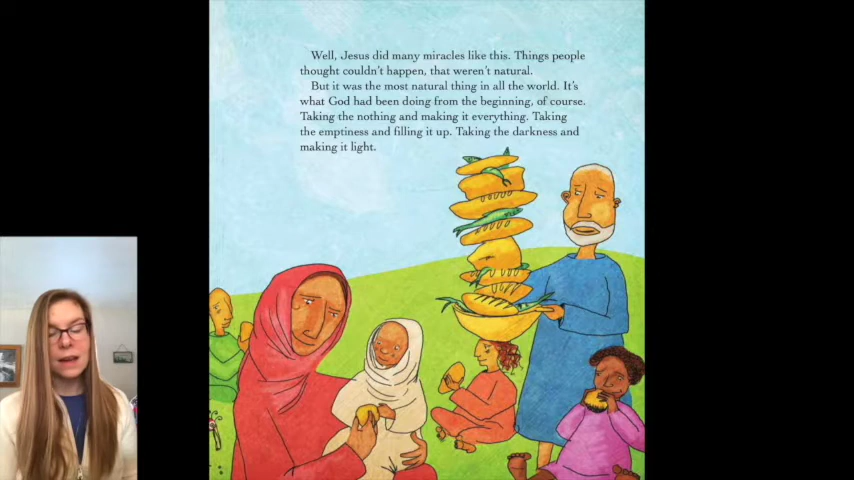 Well, Jesus did many miracles like this. Things people
thought couldn't happen, that weren't natural.
But it was the most natural thing in all the world. It's
what God had been doing from the beginning, of course.
Taking the nothing and making it everything. Taking
the emptiness and filling it up. Taking the darkness and
making it light.